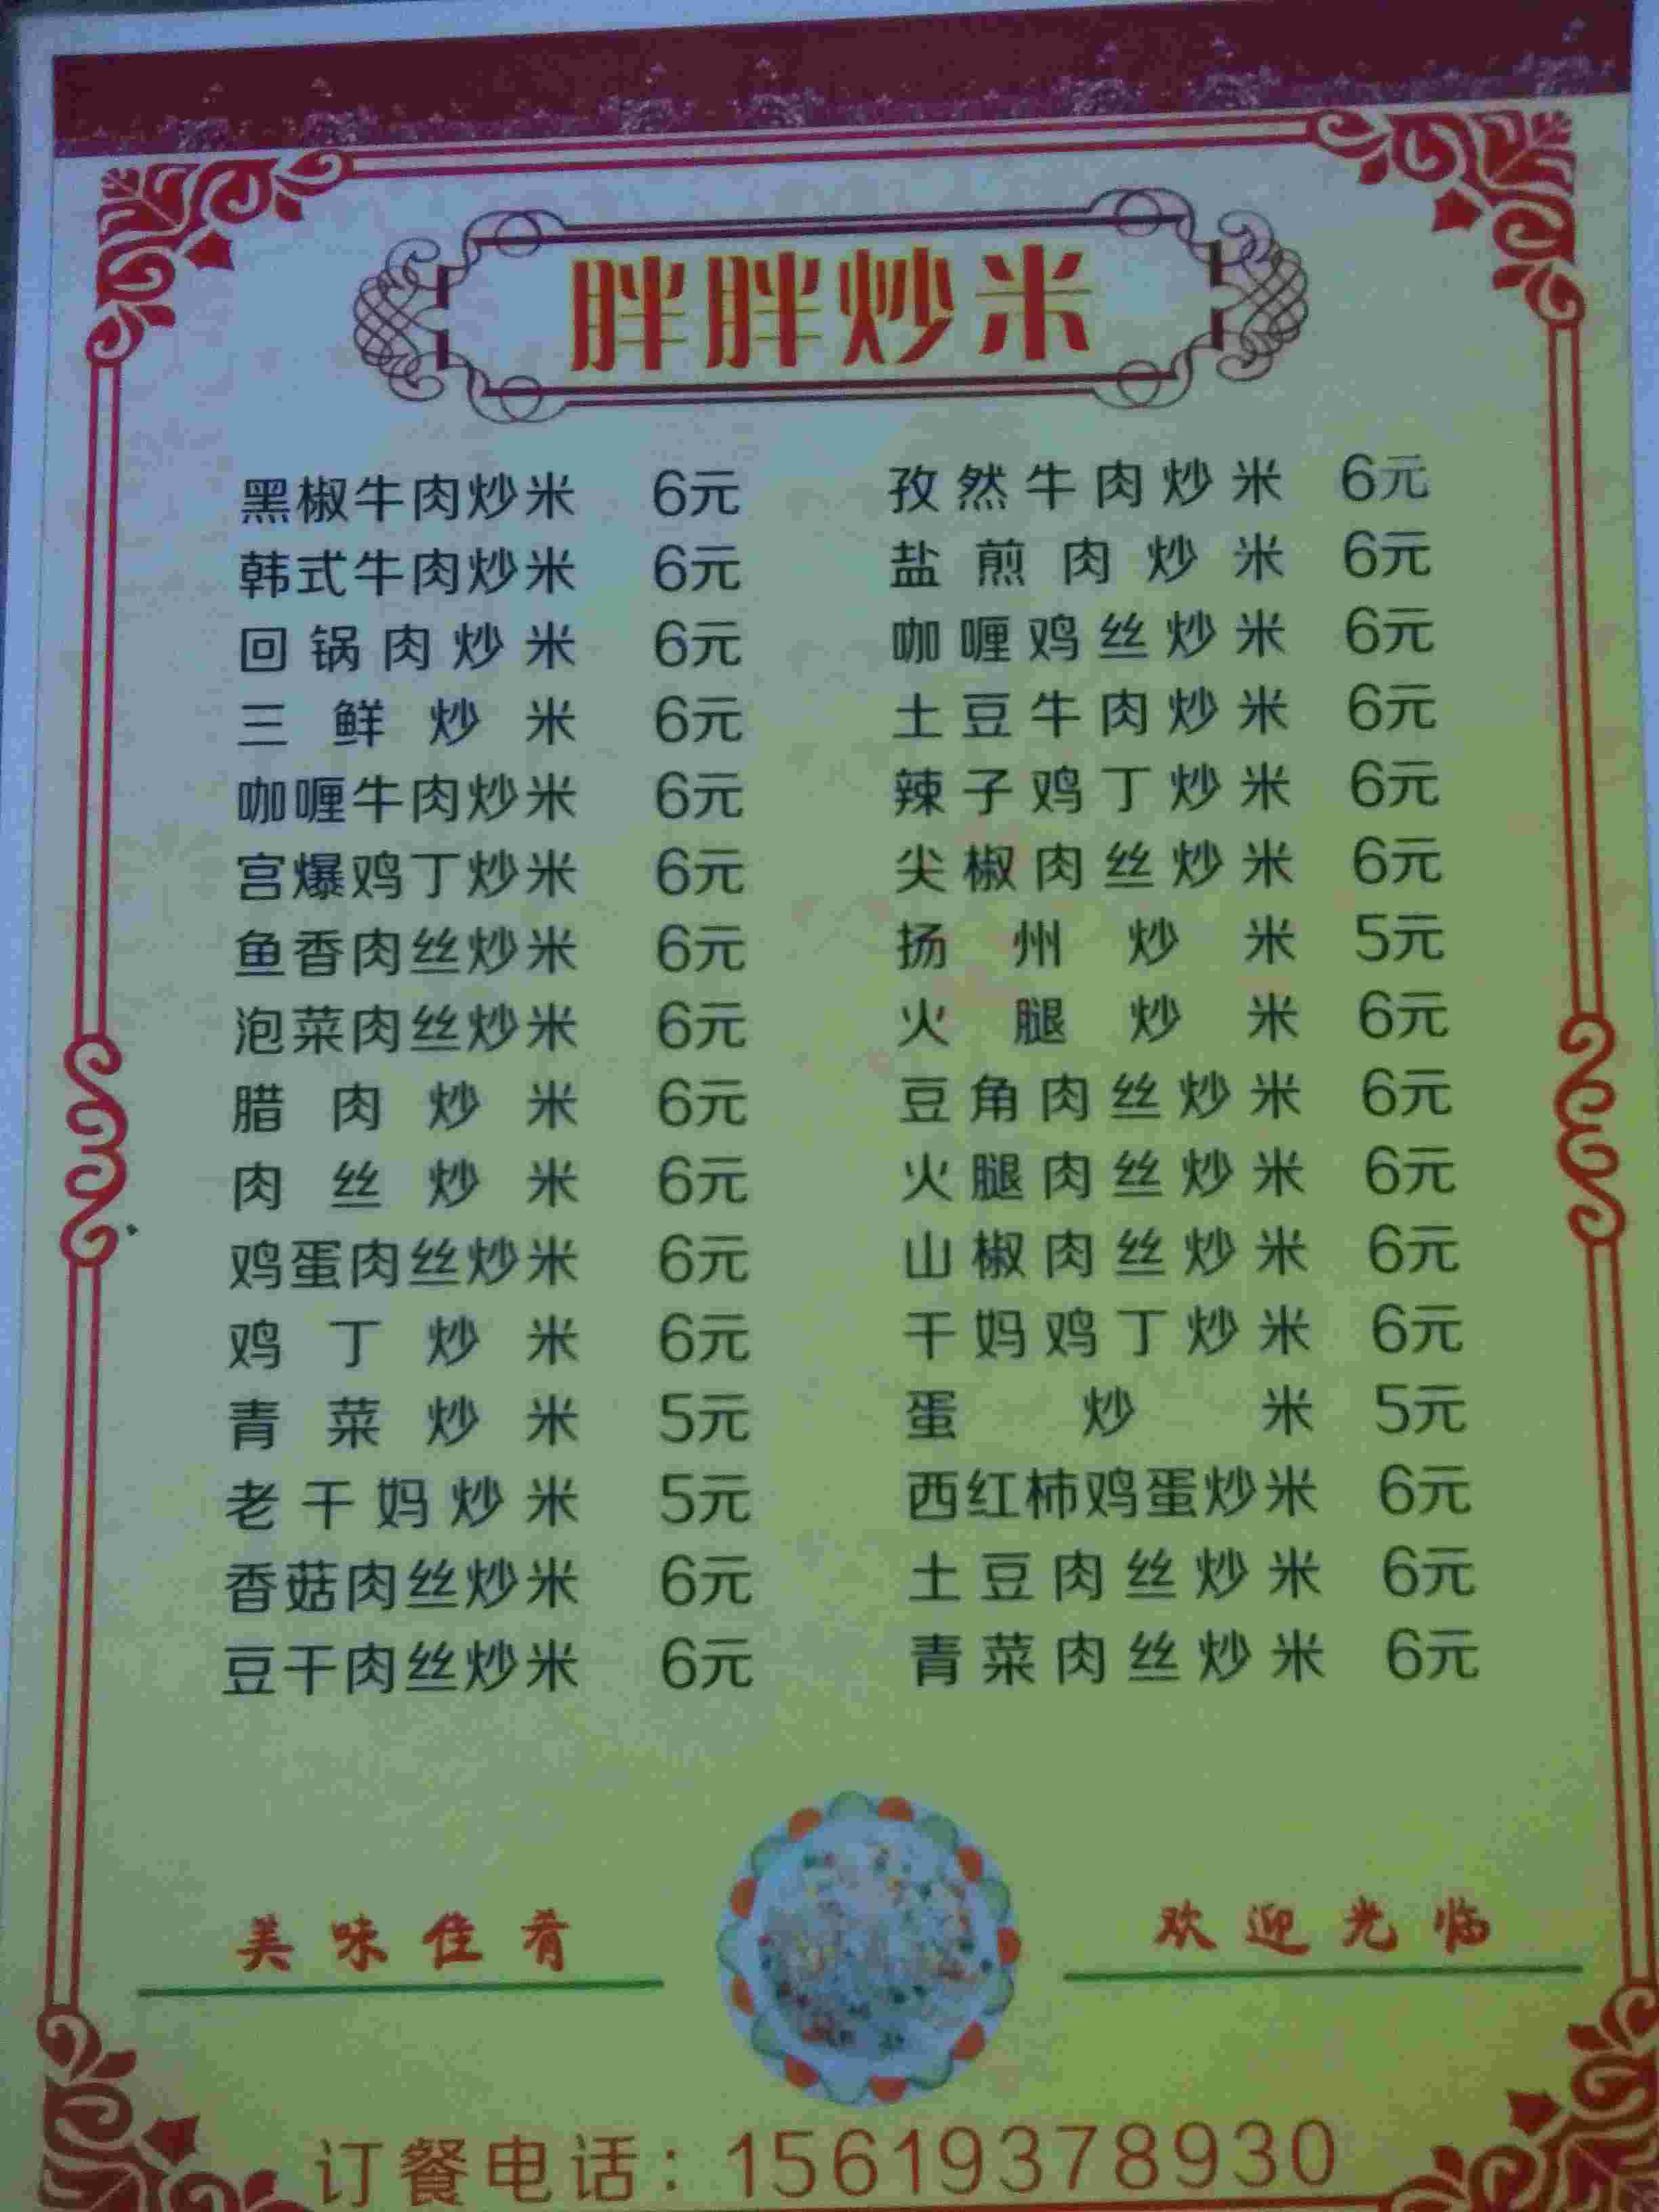 胖胖炒米
黑椒牛肉炒米 6元 孜然牛肉炒米 6元
韩式牛肉炒米 6元 盐煎肉炒米 6元
回锅肉炒米 6元 咖喱鸡丝炒米 6元
三鲜炒米 6元 土豆牛肉炒米 6元
咖喱牛肉炒米 6元 辣子鸡丁炒米 6元
宫爆鸡丁炒米 6元 尖椒肉丝炒米 6元
鱼香肉丝炒米 6元 扬州炒米 5元
泡菜肉丝炒米 6元 火腿炒米 6元
腊肉炒米 6元 豆角肉丝炒米 6元
肉丝炒米 6元 火腿肉丝炒米 6元
鸡蛋肉丝炒米 6元 山椒肉丝炒米 6元
鸡丁炒米 6元 干妈鸡丁炒米 6元
青菜炒米 5元 蛋炒米 5元
老干妈炒米 5元 西红柿鸡蛋炒米 6元
香菇肉丝炒米 6元 土豆肉丝炒米 6元
豆干肉丝炒米 6元 青菜肉丝炒米 6元
美味佳肴 欢迎光临
订餐电话：15619378930